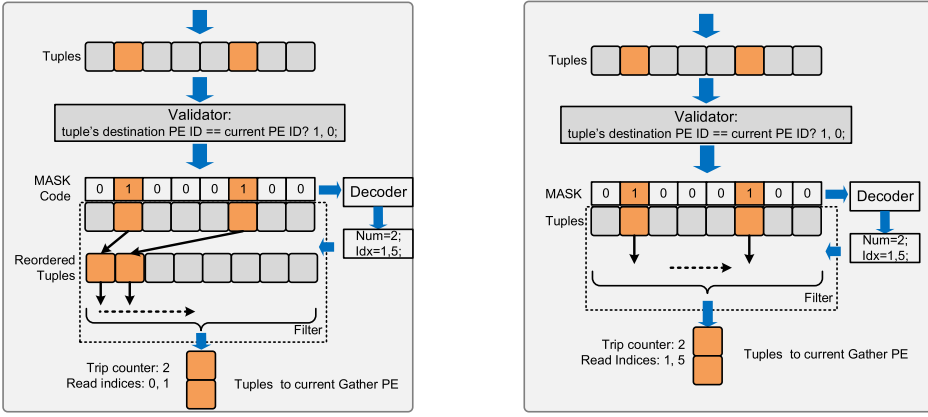 Tuples
Validator:
tuple's destination PE ID == current PE ID? 1, 0;
MASK
Code
0 1 0 0 0 1 0 0
Decoder
Num=2;
Idx=1,5;
Reordered
Tuples
Filter
Trip counter: 2
Read indices: 0, 1
Tuples to current Gather PE
Tuples
Validator:
tuple's destination PE ID == current PE ID? 1, 0;
MASK
0 1 0 0 0 1 0 0
Decoder
Tuples
Num=2;
Idx=1,5;
Filter
Trip counter: 2
Read Indices: 1, 5
Tuples to current Gather PE